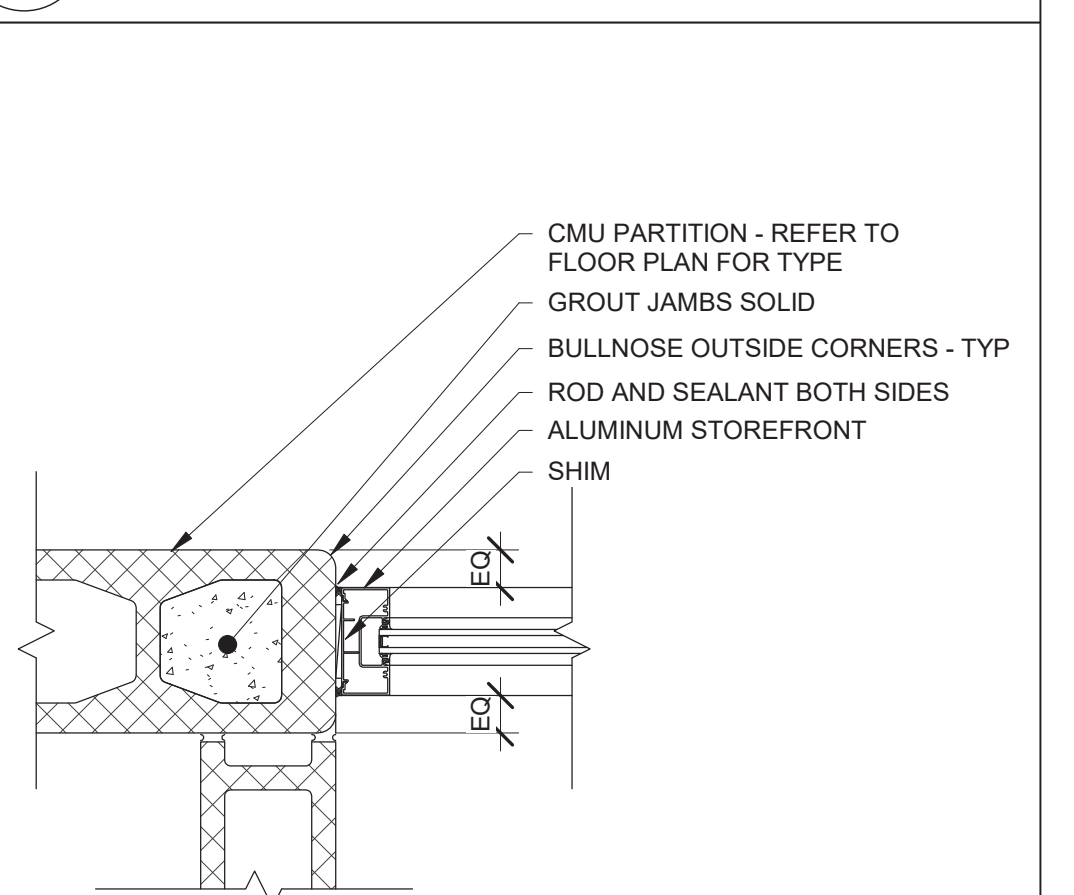 CMU PARTITION - REFER TO
FLOOR PLAN FOR TYPE
GROUT JAMBS SOLID
BULLNOSE OUTSIDE CORNERS - TYP
ROD AND SEALANT BOTH SIDES
ALUMINUM STOREFRONT
SHIM
EQ
EQ